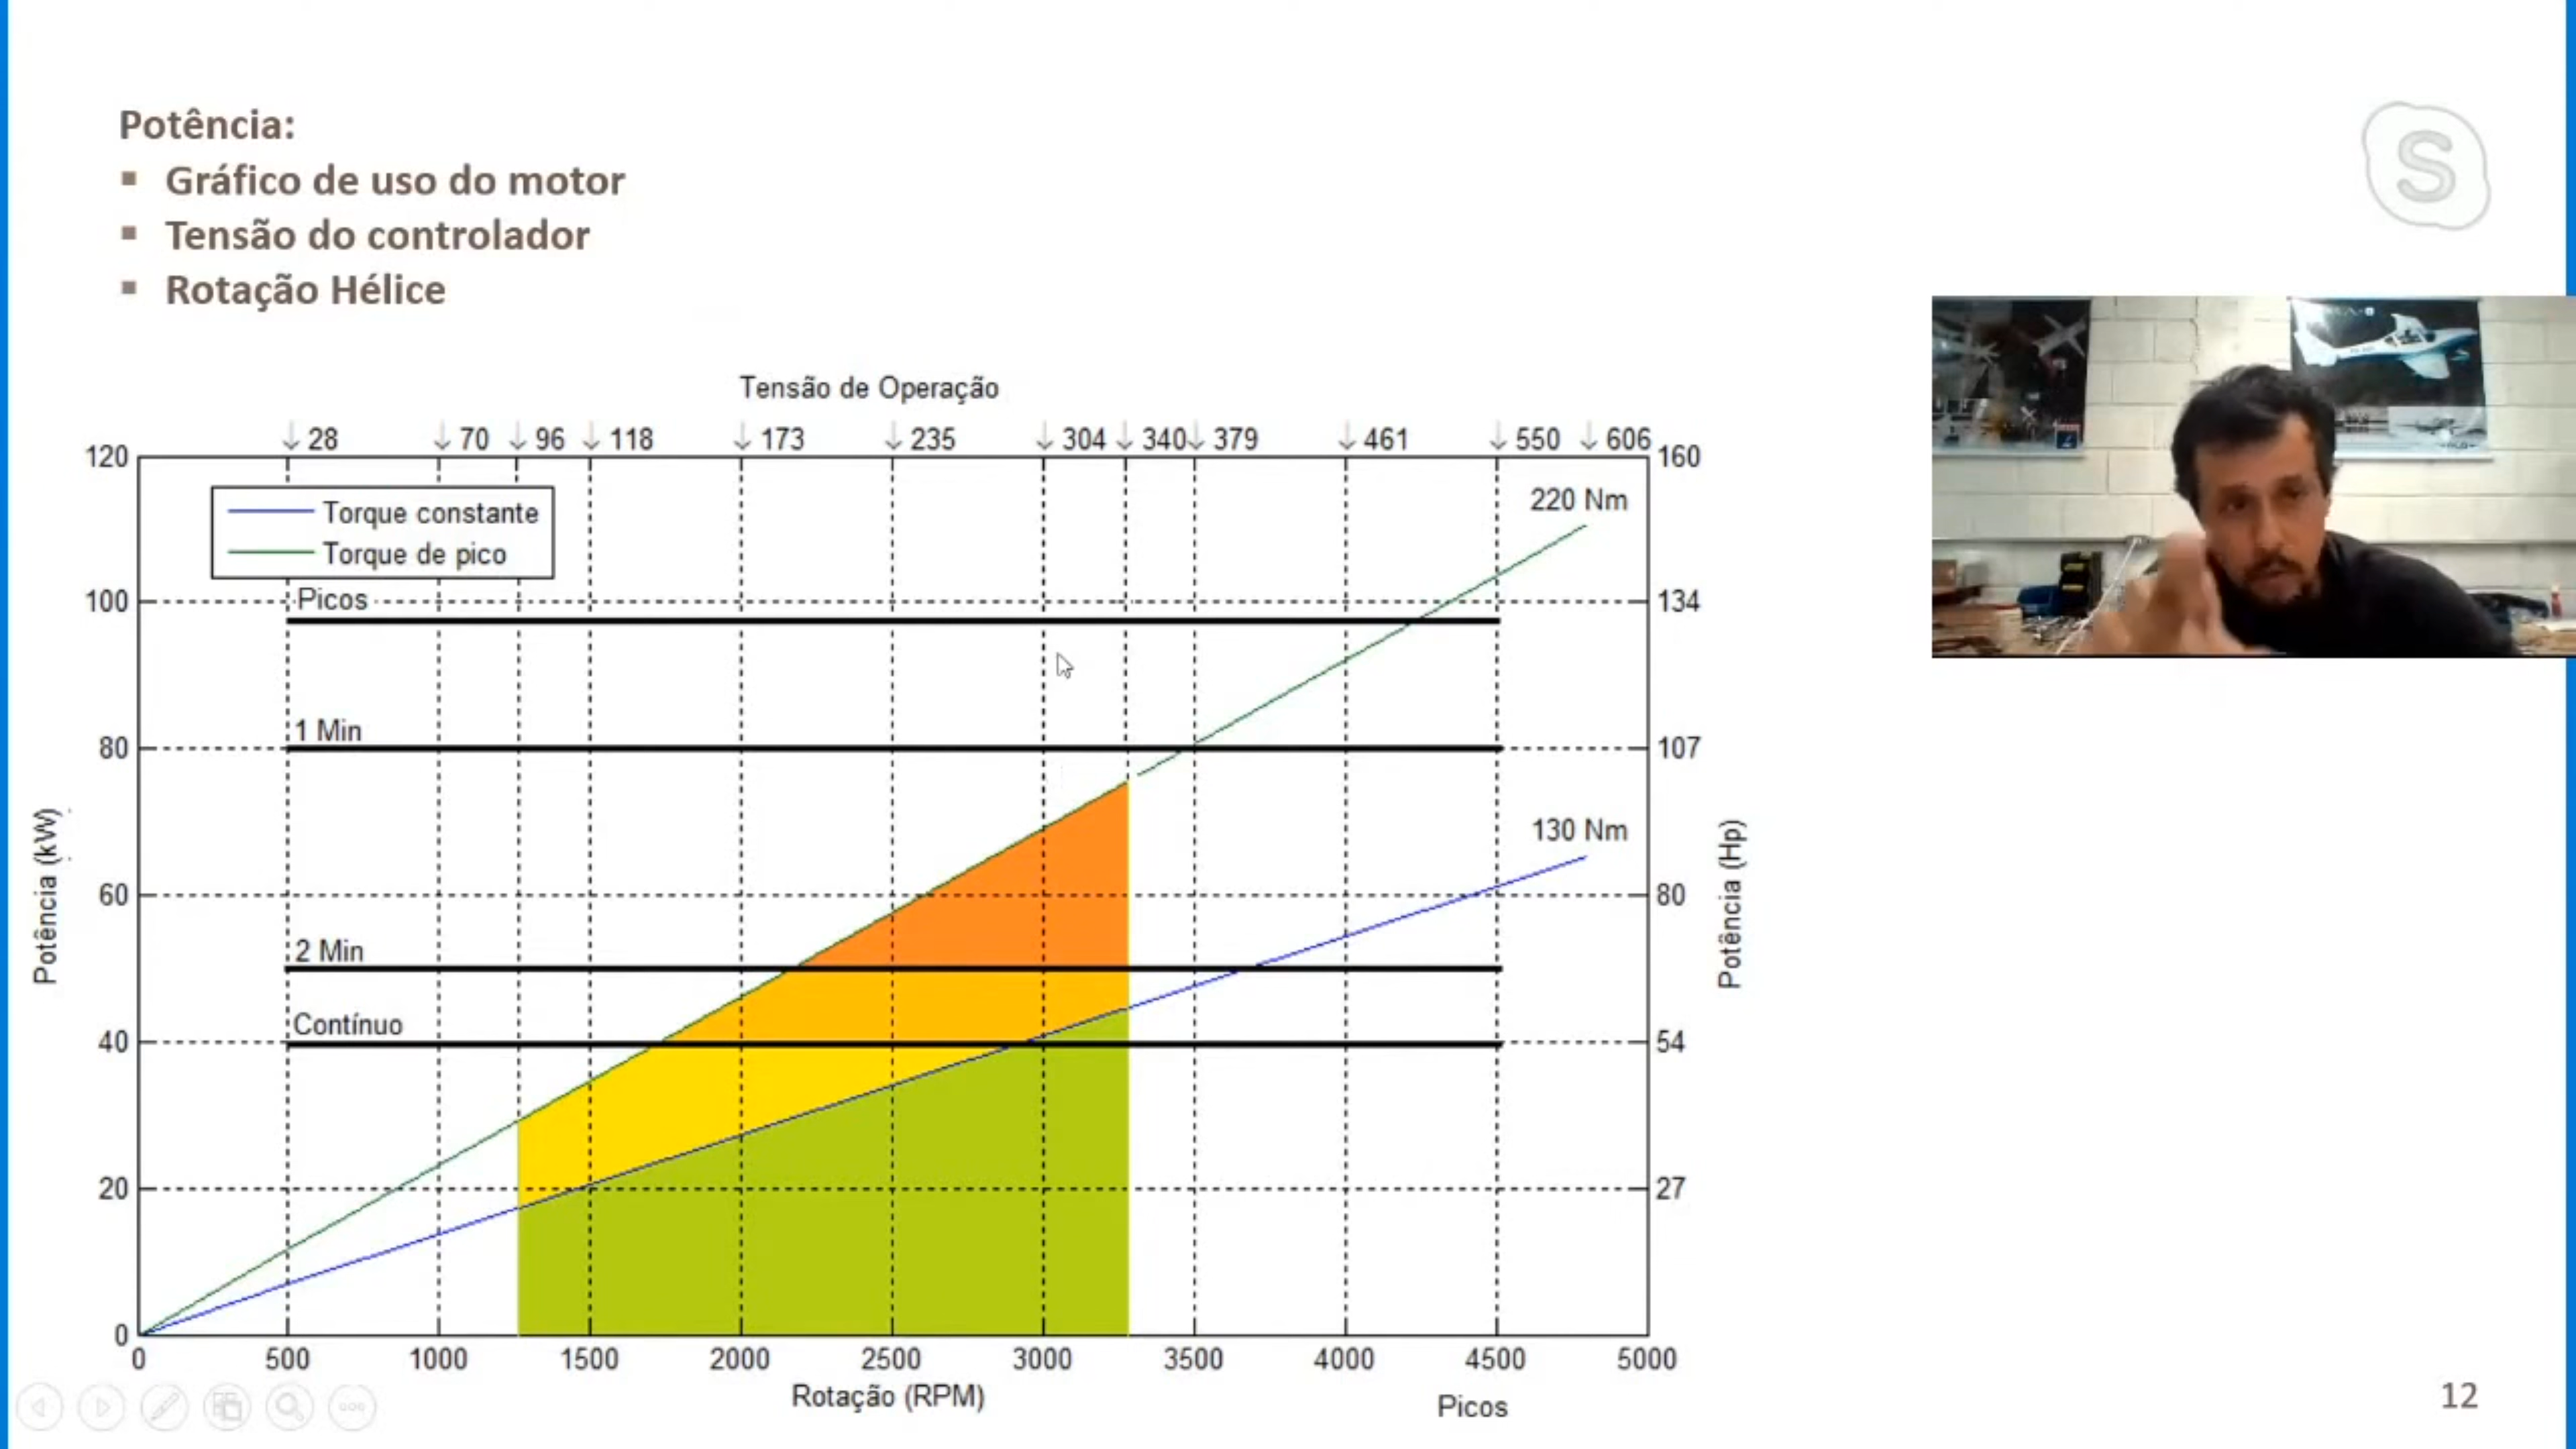 Potência:
▪ Gráfico de uso do motor
▪ Tensão do controlador
▪ Rotação Hélice
S
Tensão de Operação
↓ 28 ↓ 70 ↓ 96 ↓ 118 ↓ 173 ↓ 235 ↓ 304 ↓ 340 ↓ 379 ↓ 461 ↓ 550 ↓ 606
120 160
220 Nm
Torque constante
Torque de pico
100 Picos 134
1 Min
80 107
130 Nm
Potência (kW)
Potência (Hp)
60 80
2 Min
Contínuo
40 54
20 27
0
0 500 1000 1500 2000 2500 3000 3500 4000 4500 5000
Rotação (RPM)
Picos
12